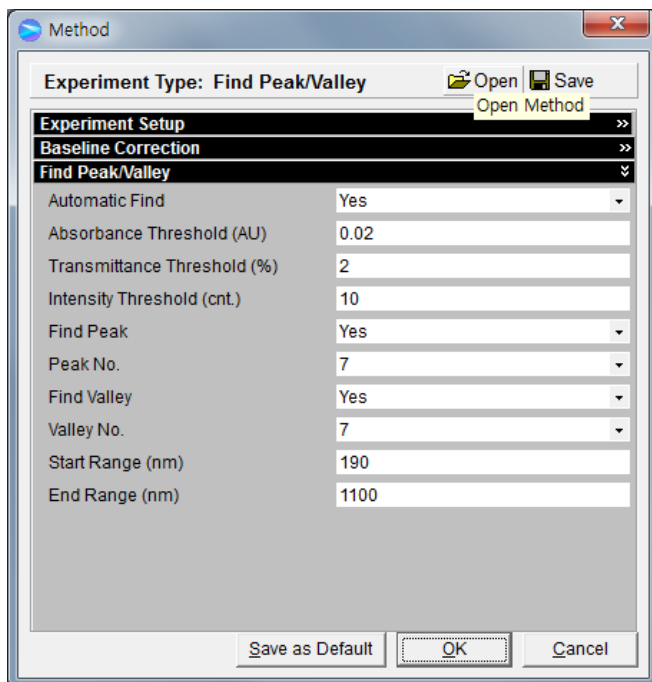 Method
Experiment Type: Find Peak/Valley Open Save
Open Method
Experiment Setup »
Baseline Correction »
Find Peak/Valley
Automatic Find Yes
Absorbance Threshold (AU) 0.02
Transmittance Threshold (%) 2
Intensity Threshold (cnt.) 10
Find Peak Yes
Peak No. 7
Find Valley Yes
Valley No. 7
Start Range (nm) 190
End Range (nm) 1100
Save as Default OK Cancel